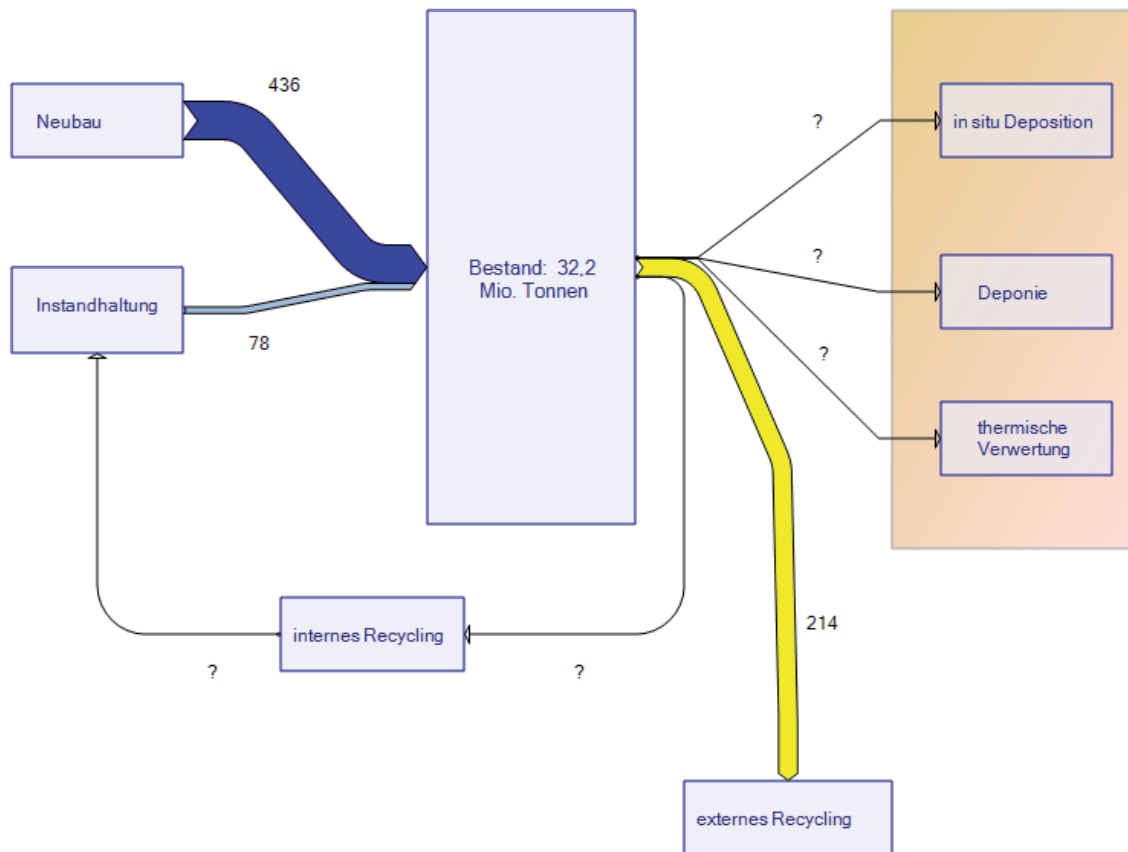 436
Neubau
Instandhaltung
78
Bestand: 32,2
Mio. Tonnen
?
in situ Deposition
?
Deponie
?
thermische
Verwertung
internes Recycling
?
?
214
externes Recycling